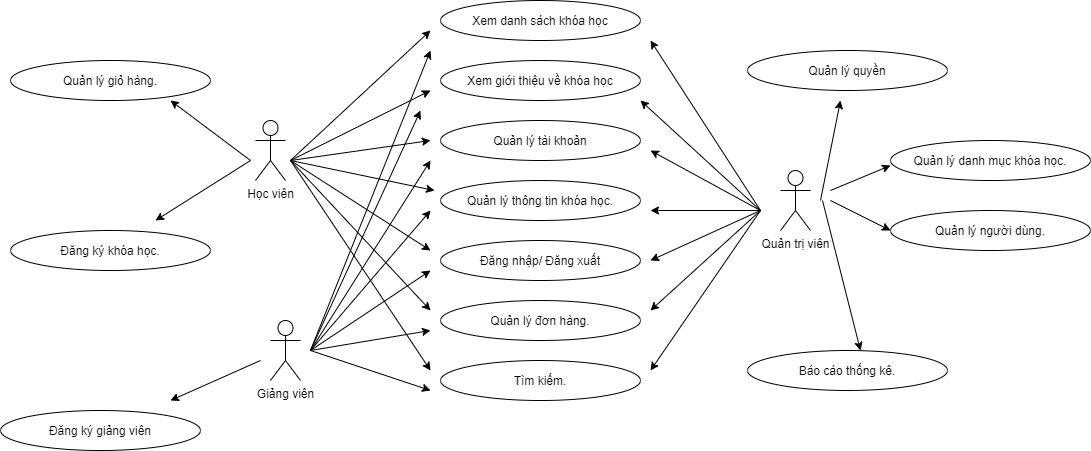 Xem danh sách khóa học
Quản lý giỏ hàng.
Xem giới thiệu về khóa học
Quản lý quyền
Quản lý tài khoản
Học viên
Quản lý danh mục khóa học.
Quản lý thông tin khóa học.
Quản trị viên
Quản lý người dùng.
Đăng ký khóa học.
Đăng nhập/ Đăng xuất
Quản lý đơn hàng.
Giảng viên
Tìm kiếm.
Báo cáo thống kê.
Đăng ký giảng viên